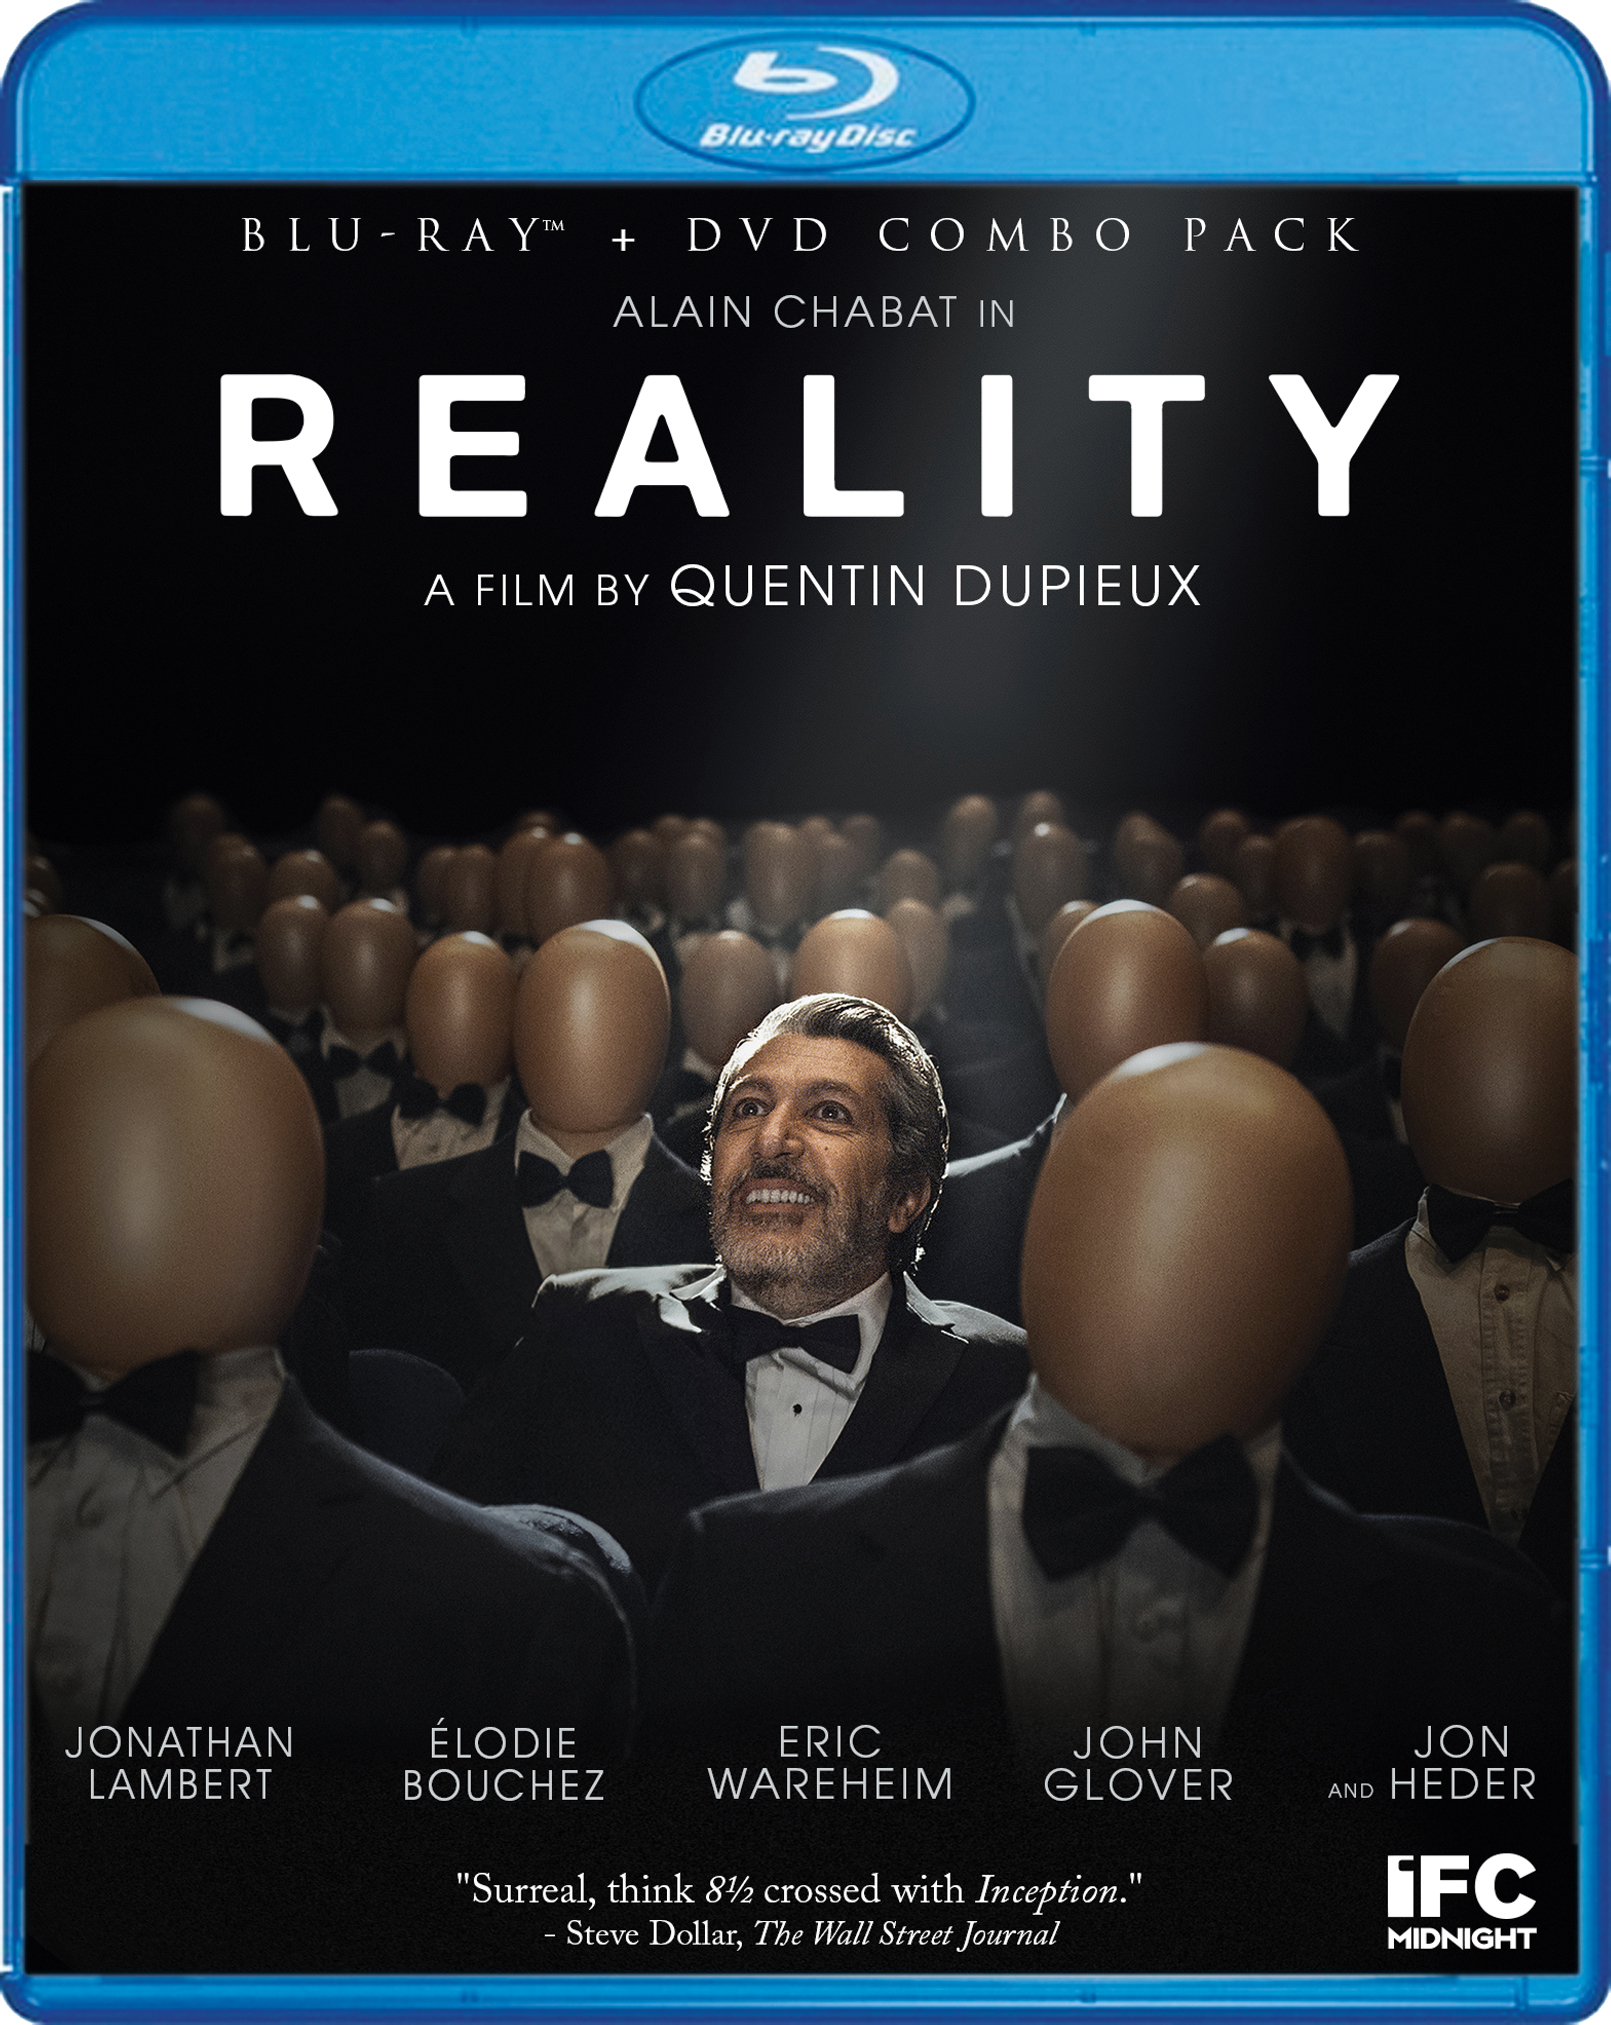 Blu-ray Disc
BLU-RAY™ + DVD COMBO PACK
ALAIN CHABAT IN
REALITY
A FILM BY QUENTIN DUPIEUX
JONATHAN LAMBERT
ÉLODIE BOUCHEZ
ERIC WAREHEIM
JOHN GLOVER
AND JON HEDER
"Surreal, think 8½ crossed with Inception."
- Steve Dollar, The Wall Street Journal
iFC
MIDNIGHT